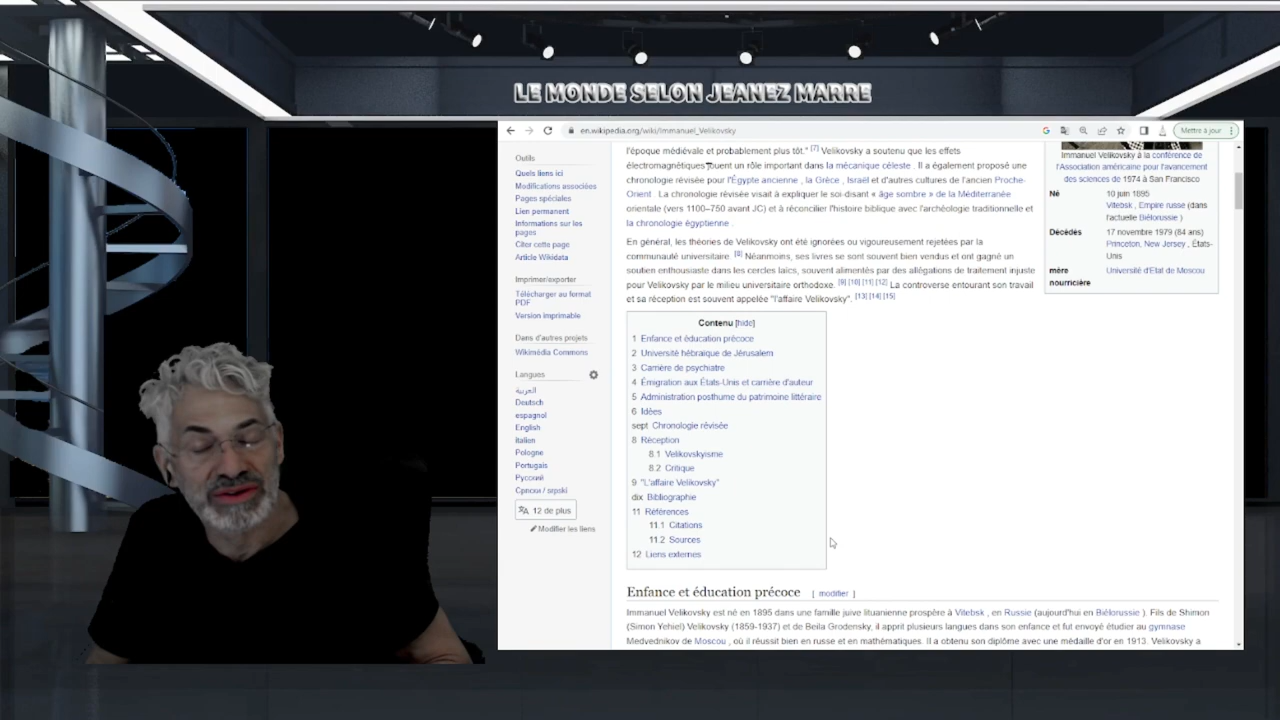 LE MONDE SELON JEANEZ MARRE
en.wikipedia.org/wiki/Immanuel_Velikovsky
Mettre à jour
Outils
Quels liens ici
Modifications associées
Pages spéciales
Lien permanent
Informations sur les
pages
Citer cette page
Article Wikidata
Imprimer/exporter
Télécharger au format
PDF
Version imprimable
Dans d'autres projets
Wikimédia Commons
Langues
العربية
Deutsch
español
English
italien
Pologne
Portugais
Русский
Српски / srpski
12 de plus
Modifier les liens
l'époque médiévale et probablement plus tôt." [7] Velikovsky a soutenu que les effets
électromagnétiques jouent un rôle important dans la mécanique céleste . Il a également proposé une
chronologie révisée pour l'Égypte ancienne , la Grèce , Israël et d'autres cultures de l'ancien Proche-
Orient . La chronologie révisée visait à expliquer le soi-disant « âge sombre » de la Méditerranée
orientale (vers 1100–750 avant JC) et à réconcilier l'histoire biblique avec l'archéologie traditionnelle et
la chronologie égyptienne .
En général, les théories de Velikovsky ont été ignorées ou vigoureusement rejetées par la
communauté universitaire. [8] Néanmoins, ses livres se sont souvent bien vendus et ont gagné un
soutien enthousiaste dans les cercles laïcs, souvent alimentés par des allégations de traitement injuste
pour Velikovsky par le milieu universitaire orthodoxe. [9] [10] [11] [12] La controverse entourant son travail
et sa réception est souvent appelée "l'affaire Velikovsky". [13] [14] [15]
Contenu [hide]
1 Enfance et éducation précoce
2 Université hébraïque de Jérusalem
3 Carrière de psychiatre
4 Émigration aux États-Unis et carrière d'auteur
5 Administration posthume du patrimoine littéraire
6 Idées
sept Chronologie révisée
8 Réception
8.1 Velikovskyisme
8.2 Critique
9 "L'affaire Velikovsky"
dix Bibliographie
11 Références
11.1 Citations
11.2 Sources
12 Liens externes
Immanuel Velikovsky à la conférence de
l'Association américaine pour l'avancement
des sciences de 1974 à San Francisco
Né 10 juin 1895
Vitebsk , Empire russe (dans
l'actuelle Biélorussie )
Décédés 17 novembre 1979 (84 ans)
Princeton, New Jersey , États-
Unis
mère Université d'État de Moscou
nourricière
Enfance et éducation précoce [ modifier ]
Immanuel Velikovsky est né en 1895 dans une famille juive lituanienne prospère à Vitebsk , en Russie (aujourd'hui en Biélorussie ). Fils de Shimon
(Simon Yehiel) Velikovsky (1859-1937) et de Beila Grodensky, il apprit plusieurs langues dans son enfance et fut envoyé étudier au gymnase
Medvednikov de Moscou , où il réussit bien en russe et en mathématiques. Il a obtenu son diplôme avec une médaille d'or en 1913. Velikovsky a